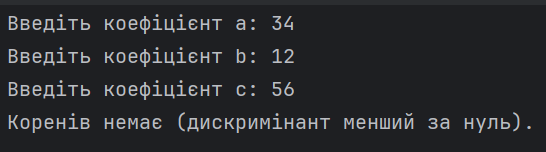 Введіть коефіцієнт a: 34
Введіть коефіцієнт b: 12
Введіть коефіцієнт c: 56
Коренів немає (дискримінант менший за нуль).